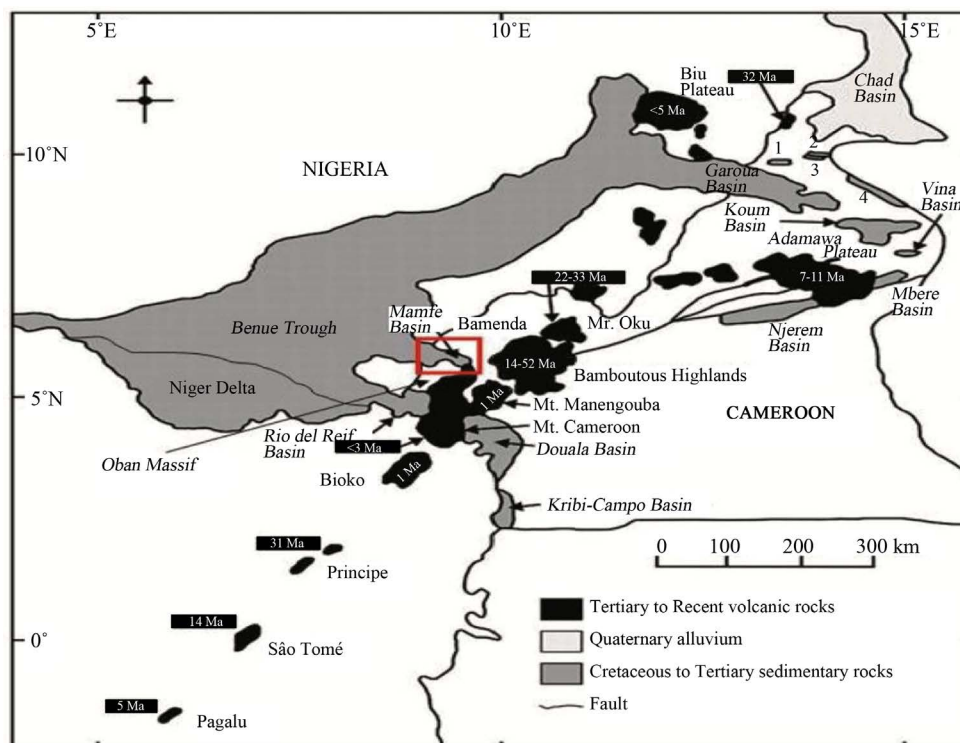 5˚E
10˚E
15˚E
10˚N
5˚N
0˚
NIGERIA
Biu
Plateau
<5 Ma
32 Ma
Chad
Basin
1
2
3
4
Garoua
Basin
Koum
Basin
Vina
Basin
Adamawa
Plateau
7-11 Ma
Mbere
Basin
Njerem
Basin
22-33 Ma
Mr. Oku
Mamfe
Basin
Bamenda
Benue Trough
14-52 Ma
Bamboutous Highlands
Niger Delta
1 Ma
Mt. Manengouba
CAMEROON
Mt. Cameroon
Rio del Reif
Basin
<3 Ma
Douala Basin
Oban Massif
Bioko
1 Ma
Kribi-Campo Basin
31 Ma
Principe
14 Ma
Sâo Tomé
5 Ma
Pagalu
0 100 200 300 km
Tertiary to Recent volcanic rocks
Quaternary alluvium
Cretaceous to Tertiary sedimentary rocks
Fault